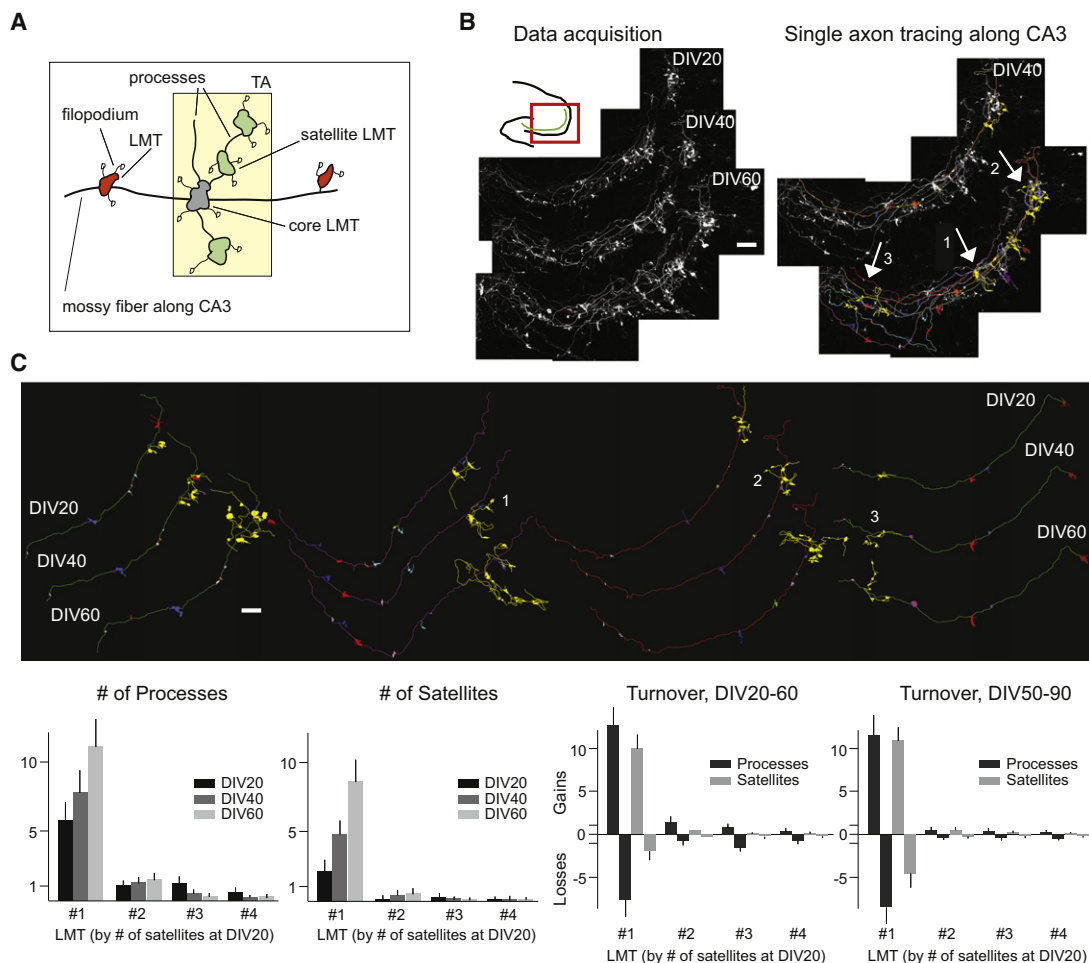 A
processes
TA
filopodium
LMT
satellite LMT
core LMT
mossy fiber along CA3
B
Data acquisition
Single axon tracing along CA3
DIV20
DIV40
DIV60
DIV40
2
1
3
C
DIV20
DIV40
DIV60
1
2
3
DIV20
DIV40
DIV60
# of Processes
10
5
1
DIV20
DIV40
DIV60
#1 #2 #3 #4
LMT (by # of satellites at DIV20)
# of Satellites
10
5
1
DIV20
DIV40
DIV60
#1 #2 #3 #4
LMT (by # of satellites at DIV20)
Turnover, DIV20-60
Gains
Losses
10
5
0
-5
Processes
Satellites
#1 #2 #3 #4
LMT (by # of satellites at DIV20)
Turnover, DIV50-90
10
5
0
-5
Processes
Satellites
#1 #2 #3 #4
LMT (by # of satellites at DIV20)